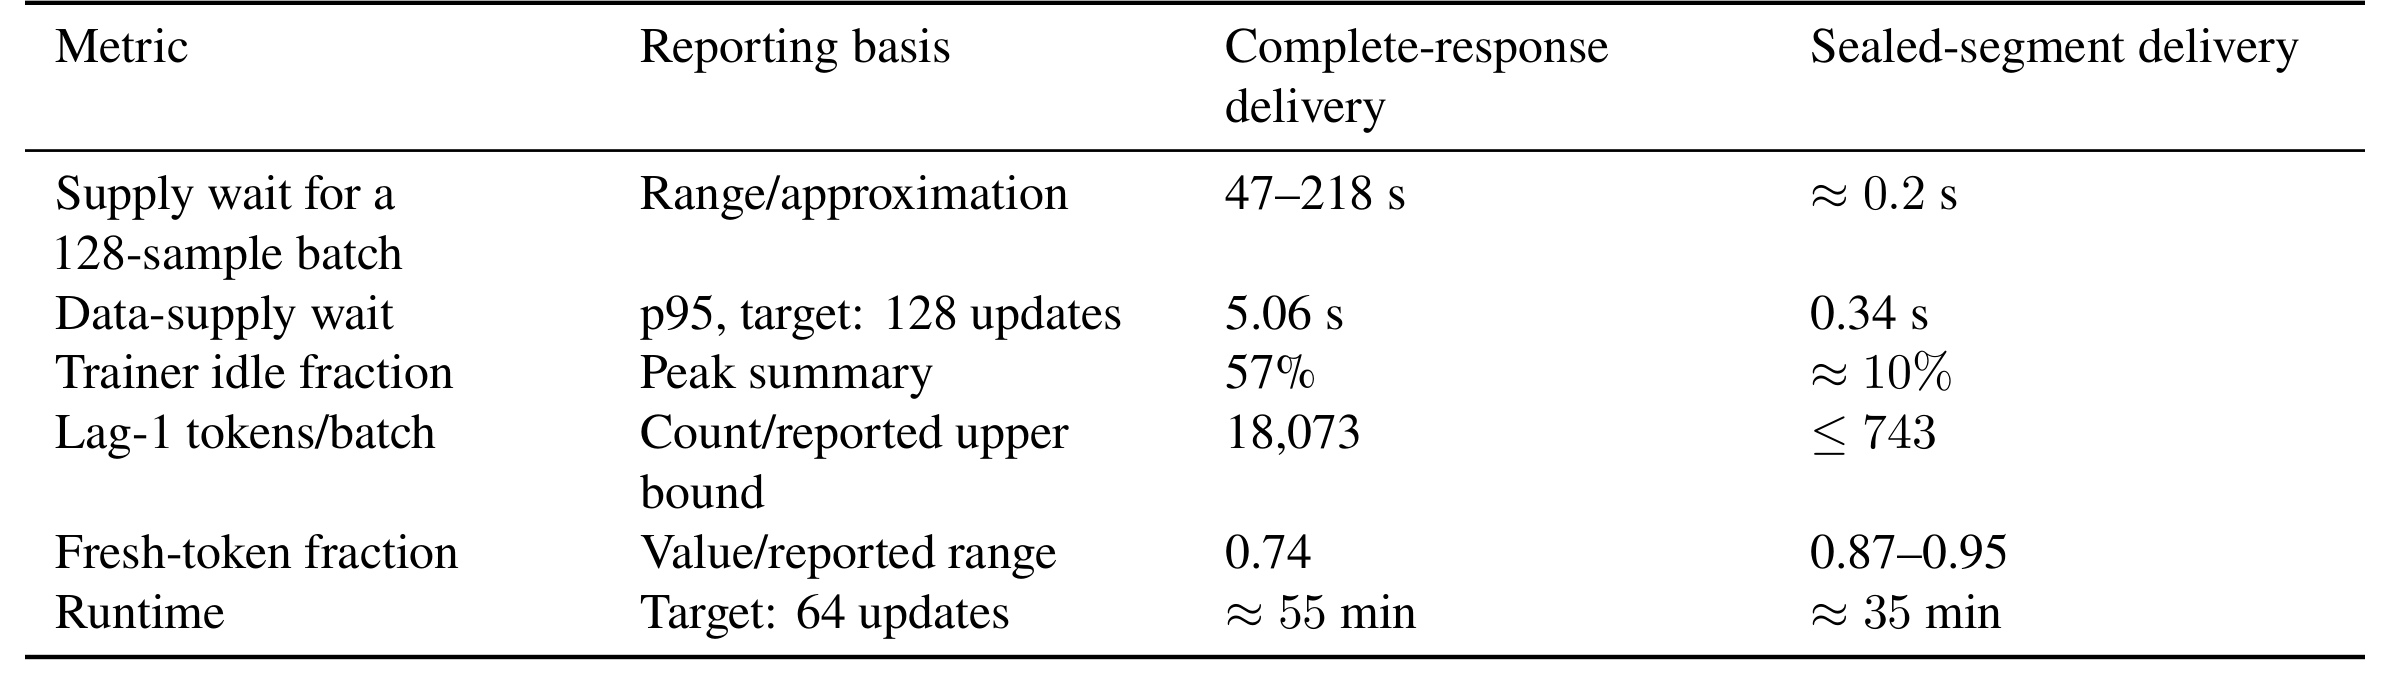 Metric Reporting basis Complete-response Sealed-segment delivery
delivery
Supply wait for a Range/approximation 47–218 s ≈ 0.2 s
128-sample batch
Data-supply wait p95, target: 128 updates 5.06 s 0.34 s
Trainer idle fraction Peak summary 57% ≈ 10%
Lag-1 tokens/batch Count/reported upper 18,073 ≤ 743
bound
Fresh-token fraction Value/reported range 0.74 0.87–0.95
Runtime Target: 64 updates ≈ 55 min ≈ 35 min